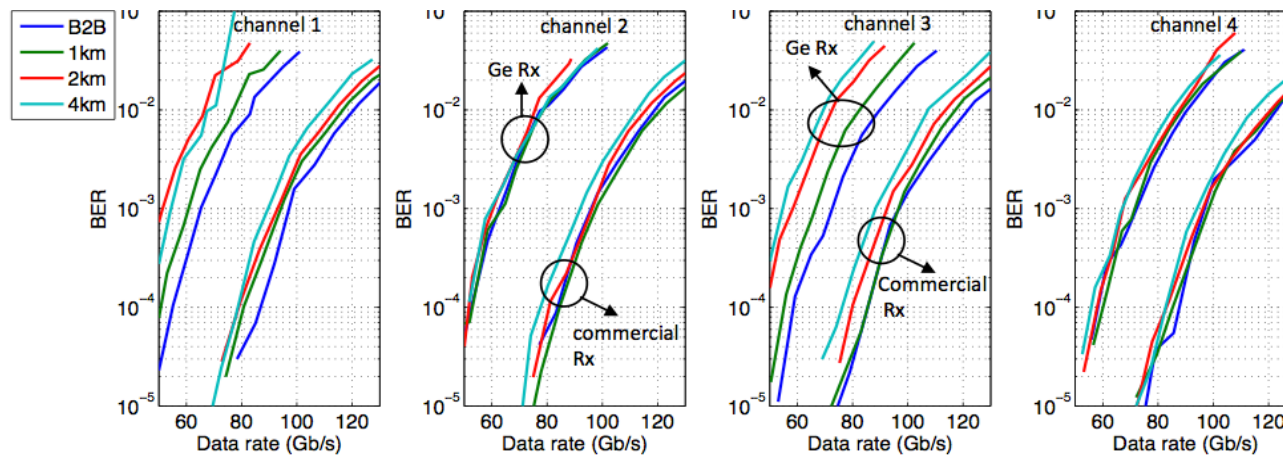 B2B
1km
2km
4km
channel 1
channel 2
channel 3
channel 4
Ge Rx
commercial
Rx
Ge Rx
Commercial
Rx
BER
10⁻²
10⁻³
10⁻⁴
10⁻⁵
60 80 100 120
Data rate (Gb/s)
BER
10⁻²
10⁻³
10⁻⁴
10⁻⁵
60 80 100 120
Data rate (Gb/s)
BER
10⁻²
10⁻³
10⁻⁴
10⁻⁵
60 80 100 120
Data rate (Gb/s)
BER
10⁻²
10⁻³
10⁻⁴
10⁻⁵
60 80 100 120
Data rate (Gb/s)